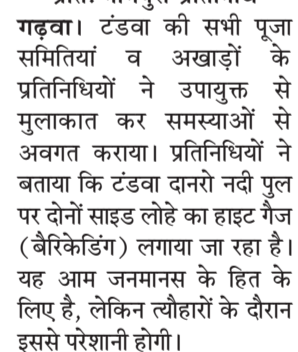 गढ़वा। टंडवा की सभी पूजा
समितियां व अखाड़ों के
प्रतिनिधियों ने उपायुक्त से
मुलाकात कर समस्याओं से
अवगत कराया। प्रतिनिधियों ने
बताया कि टंडवा दानरो नदी पुल
पर दोनों साइड लोहे का हाइट गैज
(बैरिकेडिंग) लगाया जा रहा है।
यह आम जनमानस के हित के
लिए है, लेकिन त्यौहारों के दौरान
इससे परेशानी होगी।